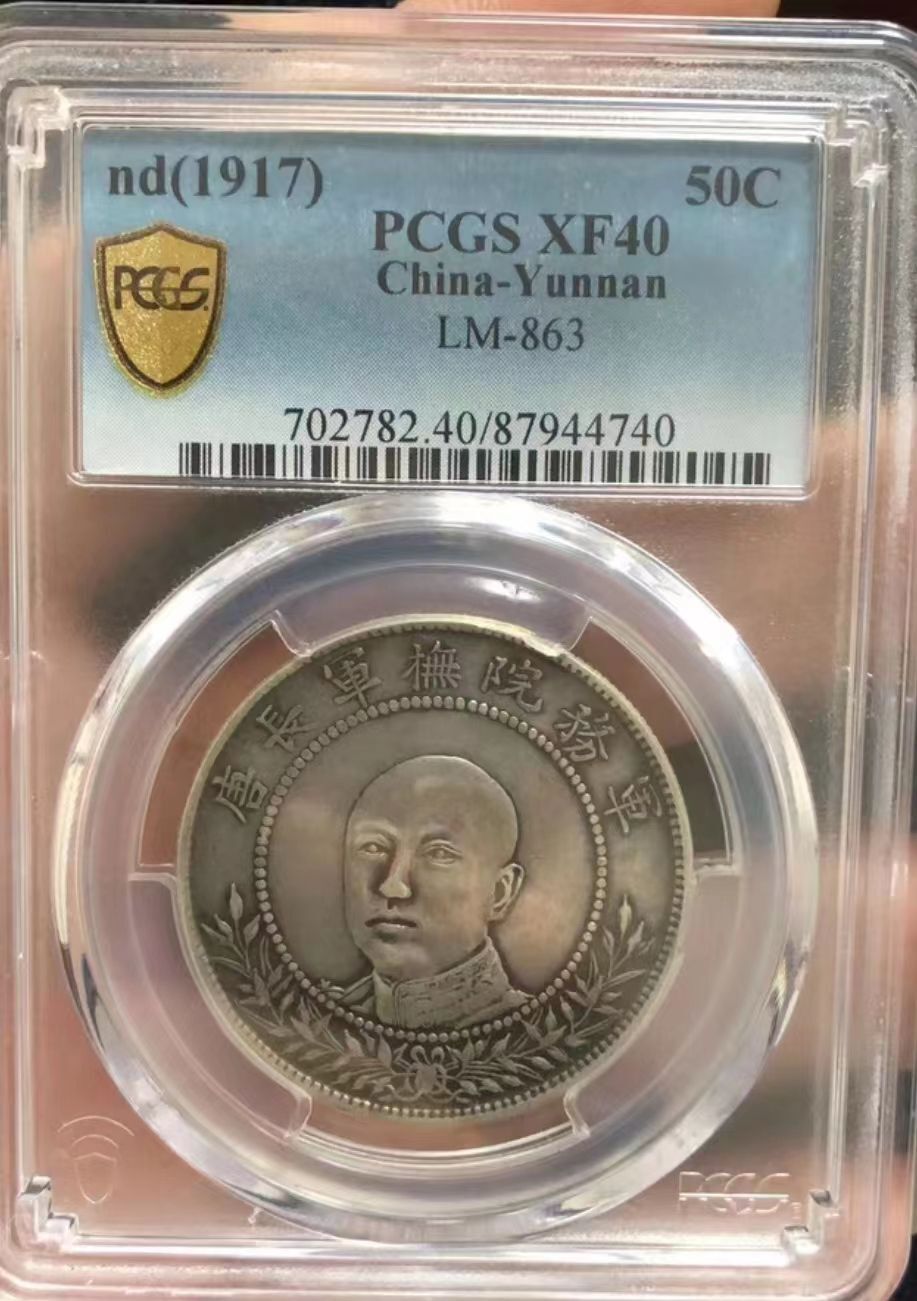 nd(1917) 50C
PCGS XF40
China-Yunnan
LM-863
PCGS
702782.40/87944740
軍務院撫軍長唐
PCGS